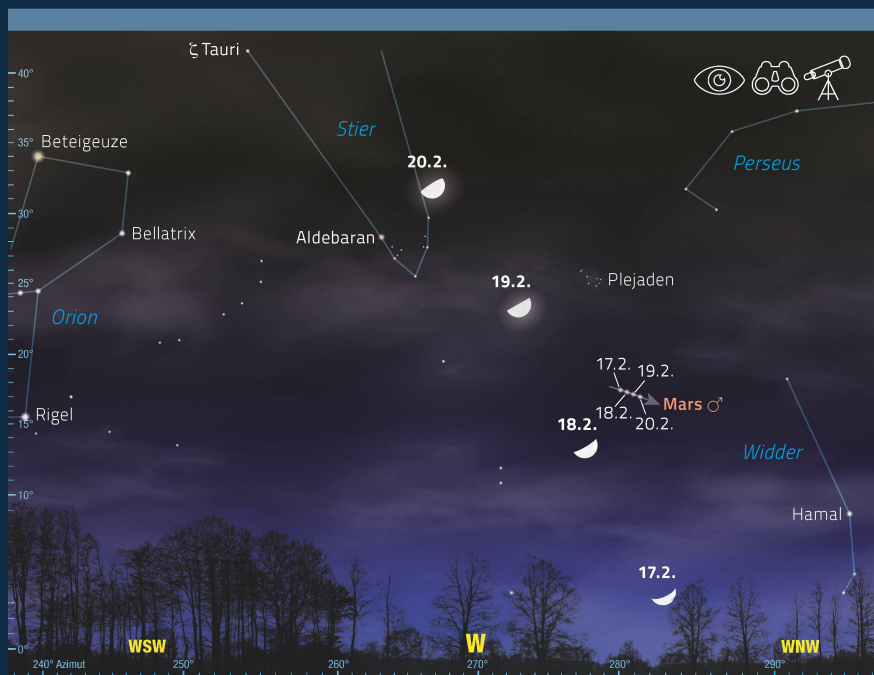 ζ Tauri
40°
Stier
35°
Beteigeuze
20.2.
Perseus
30°
Bellatrix
Aldebaran
25°
19.2.
Plejaden
Orion
20°
17.2.
19.2.
Mars ♂
18.2.
20.2.
Rigel
15°
18.2.
Widder
10°
Hamal
17.2.
0°
WSW
W
WNW
240° Azimut
250°
260°
270°
280°
290°